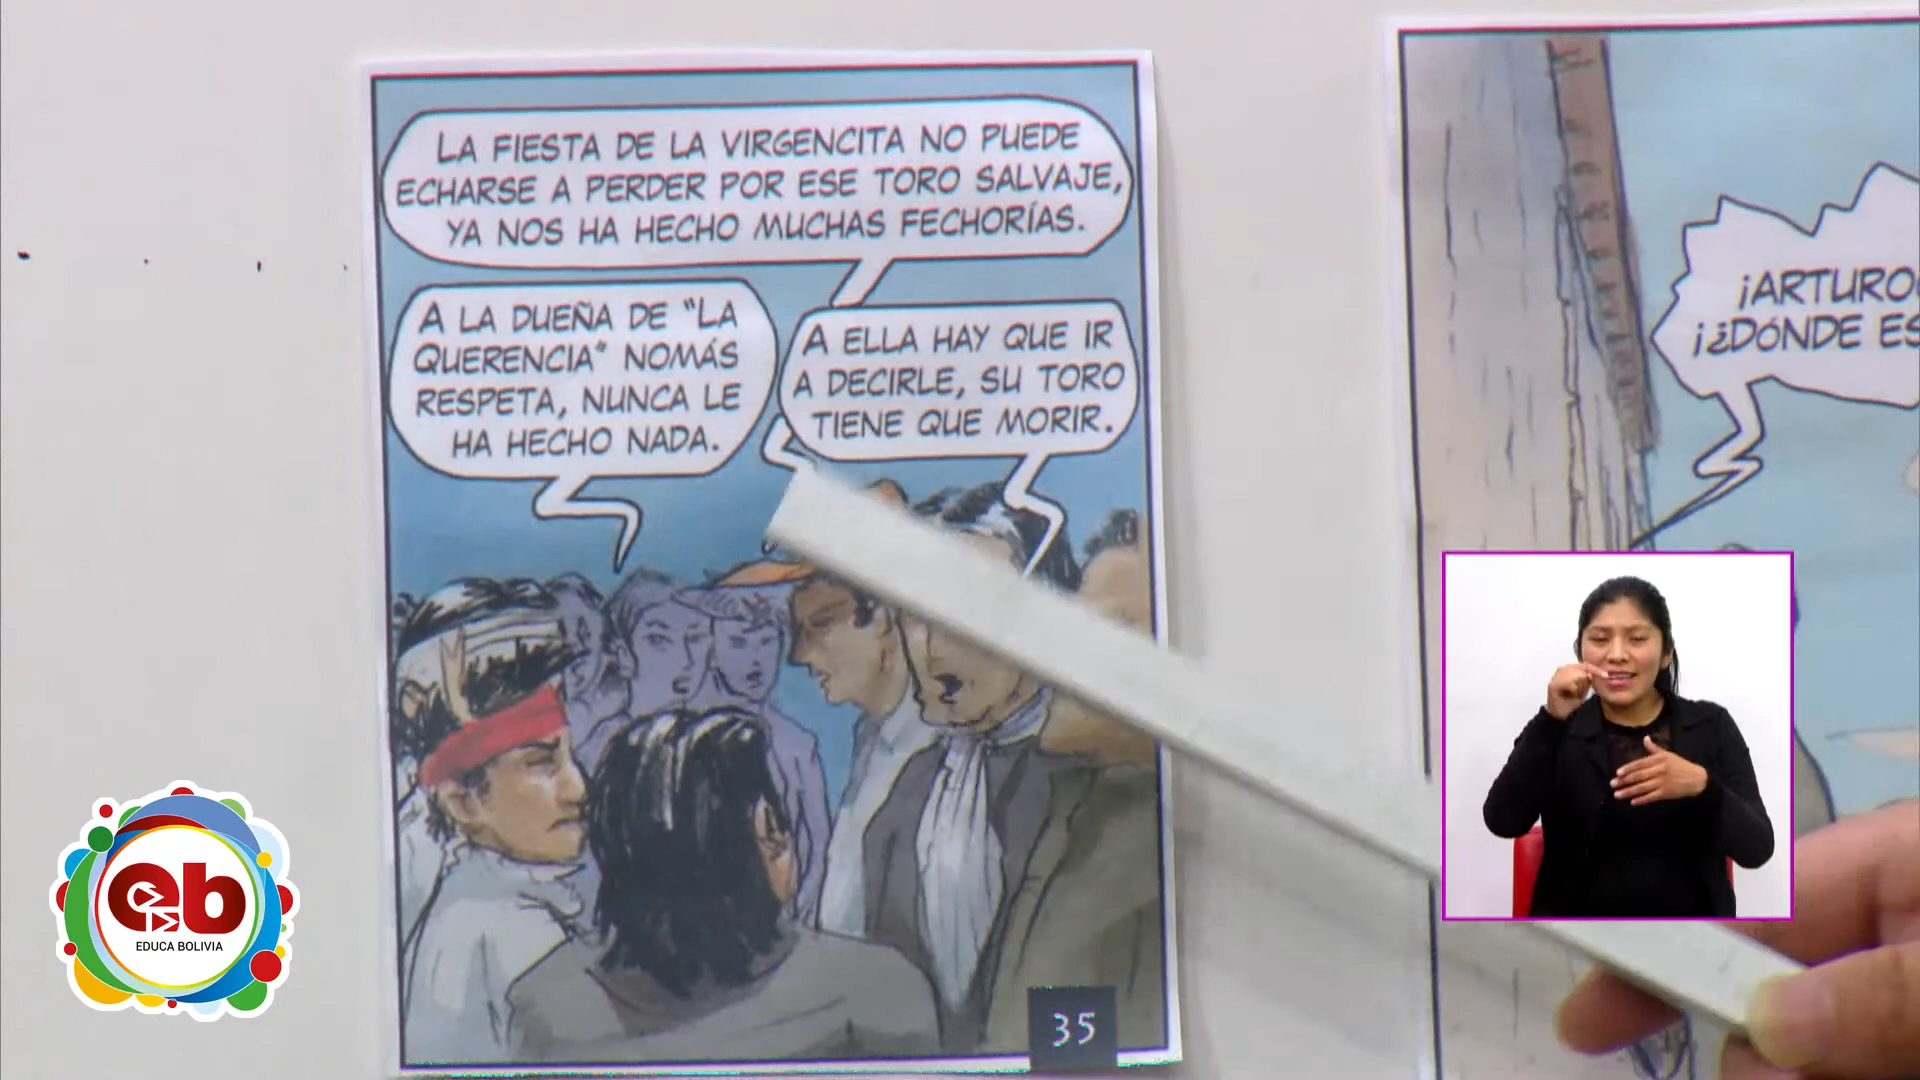 LA FIESTA DE LA VIRGENCITA NO PUEDE
ECHARSE A PERDER POR ESE TORO SALVAJE,
YA NOS HA HECHO MUCHAS FECHORÍAS.
A LA DUEÑA DE "LA
QUERENCIA" NOMÁS
RESPETA, NUNCA LE
HA HECHO NADA.
A ELLA HAY QUE IR
A DECIRLE, SU TORO
TIENE QUE MORIR.
35
¡ARTURO
¡¿DÓNDE ES
eb
EDUCA BOLIVIA